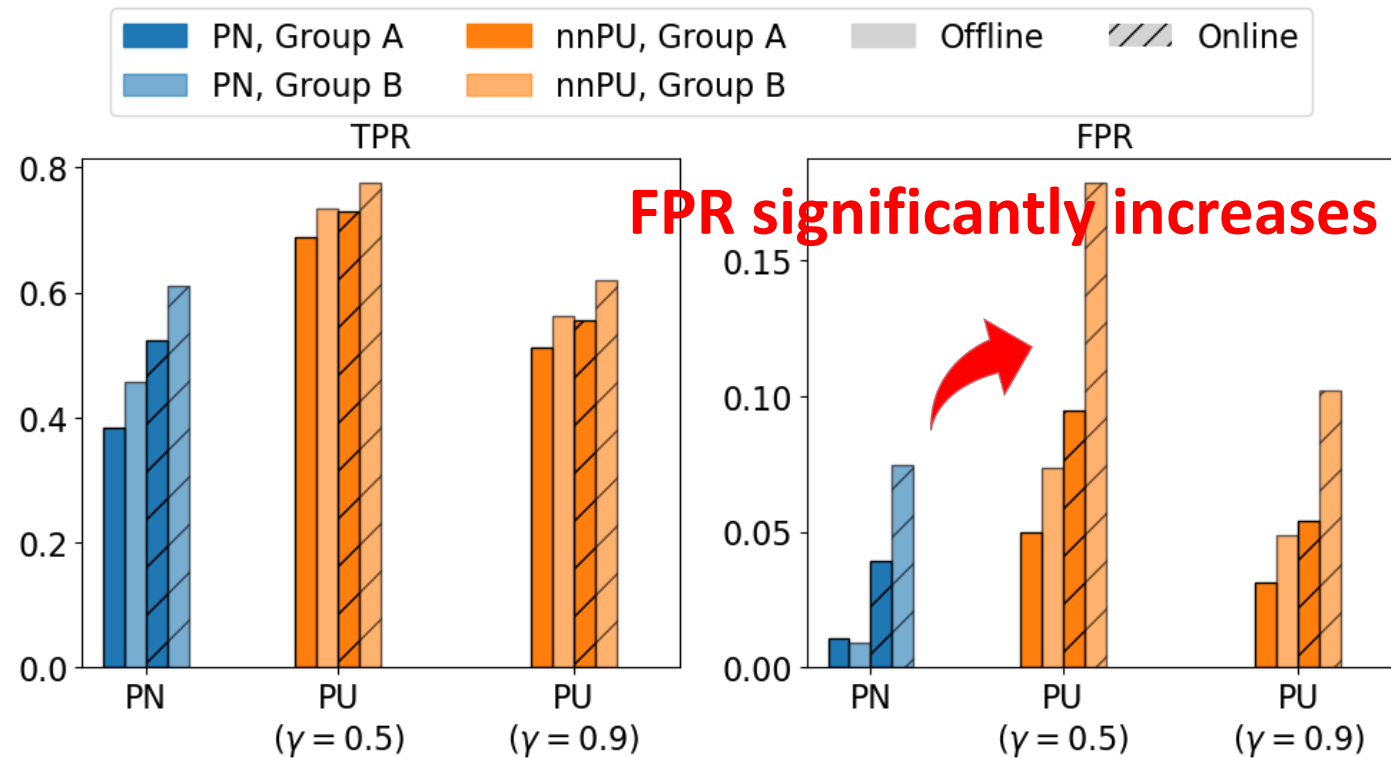 PN, Group A nnPU, Group A Offline Online
PN, Group B nnPU, Group B
TPR
0.8
0.6
0.4
0.2
0.0
PN PU PU
(γ = 0.5) (γ = 0.9)
FPR
FPR significantly increases
0.15
0.10
0.05
0.00
PN PU PU
(γ = 0.5) (γ = 0.9)